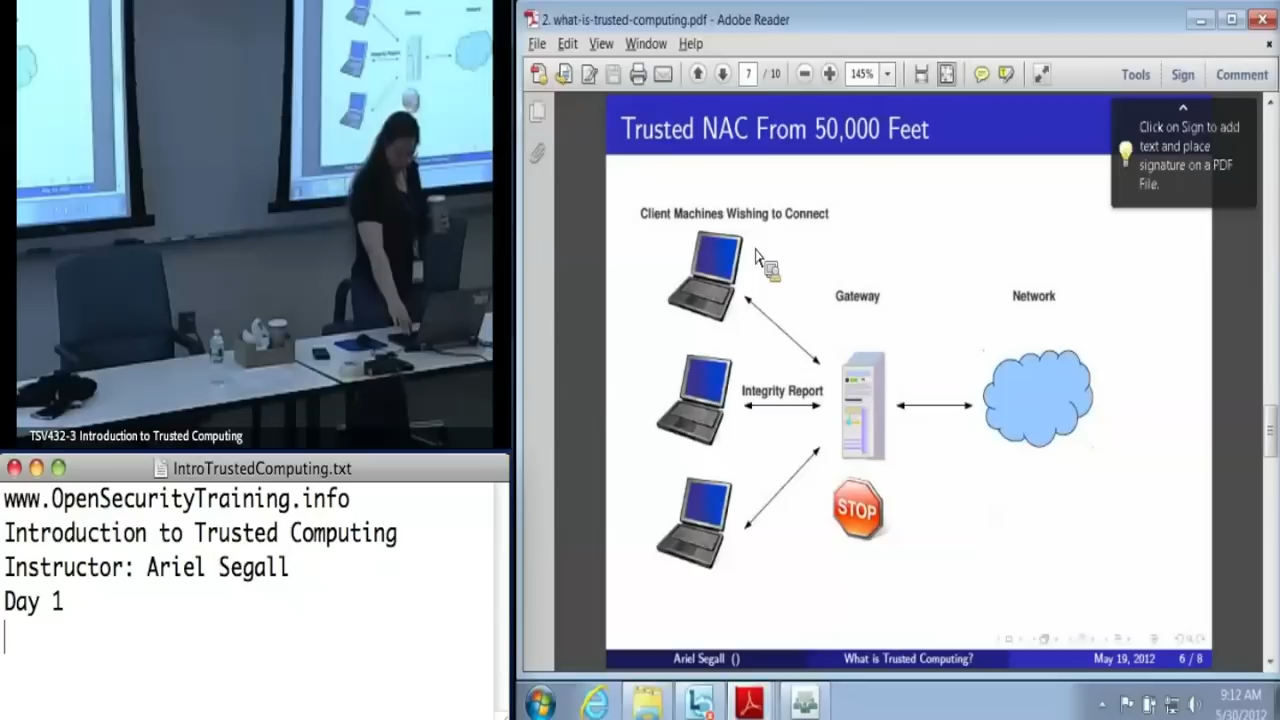 TSV432-3 Introduction to Trusted Computing
IntroTrustedComputing.txt
www.OpenSecurityTraining.info
Introduction to Trusted Computing
Instructor: Ariel Segall
Day 1
2. what-is-trusted-computing.pdf - Adobe Reader
File Edit View Window Help
7 / 10 145% Tools Sign Comment
Trusted NAC From 50,000 Feet
Click on Sign to add
text and place
signature on a PDF
File.
Client Machines Wishing to Connect
Gateway
Network
Integrity Report
STOP
Ariel Segall () What is Trusted Computing? May 19, 2012 6 / 8
9:12 AM
5/30/2012